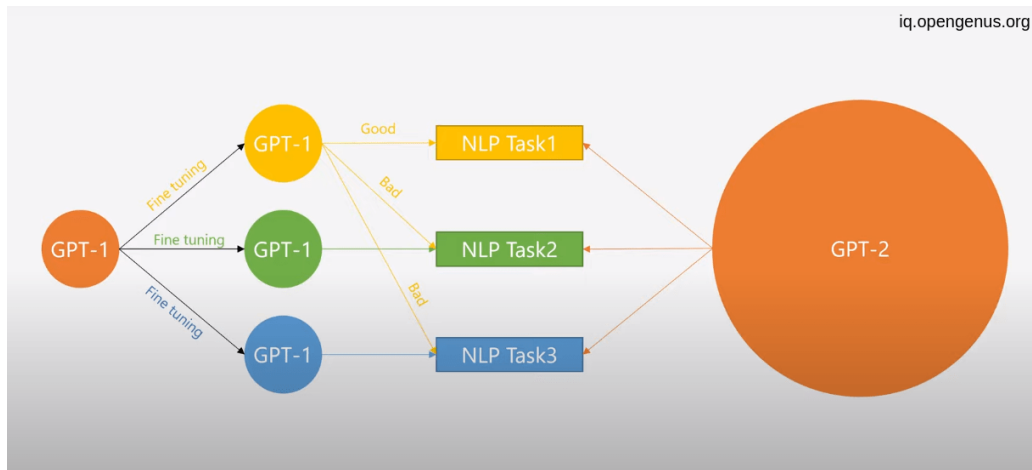 iq.opengenus.org
GPT-1
Fine tuning
Fine tuning
Fine tuning
GPT-1
GPT-1
GPT-1
Good
Bad
Bad
NLP Task1
NLP Task2
NLP Task3
GPT-2